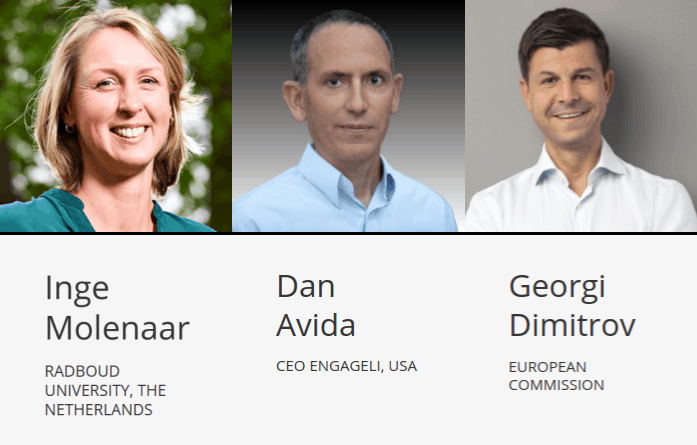 Inge
Molenaar
RADBOUD
UNIVERSITY, THE
NETHERLANDS
Dan
Avida
CEO ENGAGELI, USA
Georgi
Dimitrov
EUROPEAN
COMMISSION